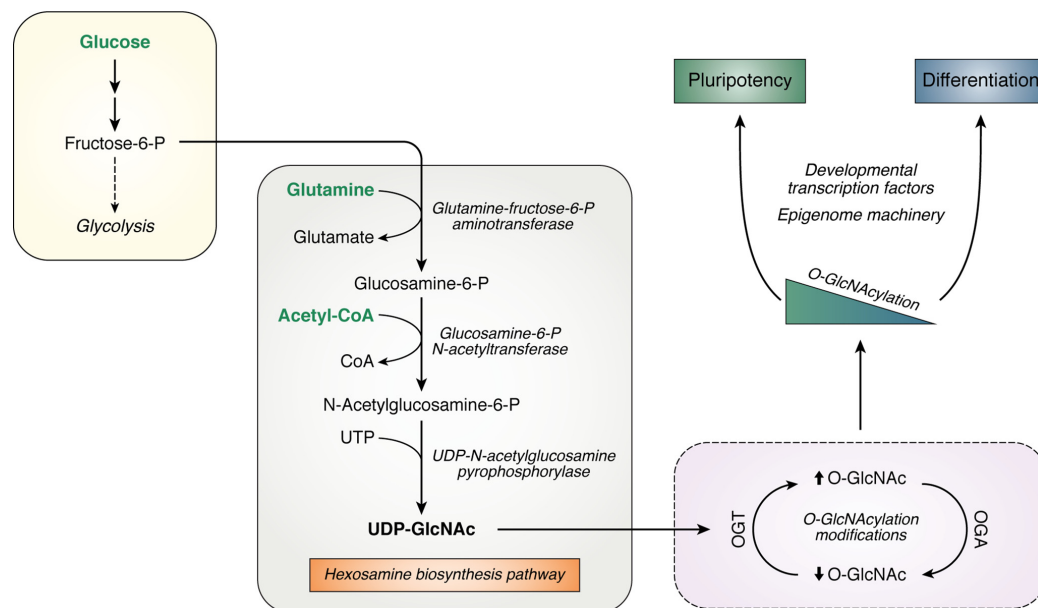 Glucose
Fructose-6-P
Glycolysis
Glutamine
Glutamate
Glutamine-fructose-6-P
aminotransferase
Glucosamine-6-P
Acetyl-CoA
CoA
Glucosamine-6-P
N-acetyltransferase
N-Acetylglucosamine-6-P
UTP
UDP-N-acetylglucosamine
pyrophosphorylase
UDP-GlcNAc
Hexosamine biosynthesis pathway
Pluripotency
Differentiation
Developmental
transcription factors
Epigenome machinery
O-GlcNAcylation
O-GlcNAc
OGT
O-GlcNAcylation
modifications
OGA
O-GlcNAc